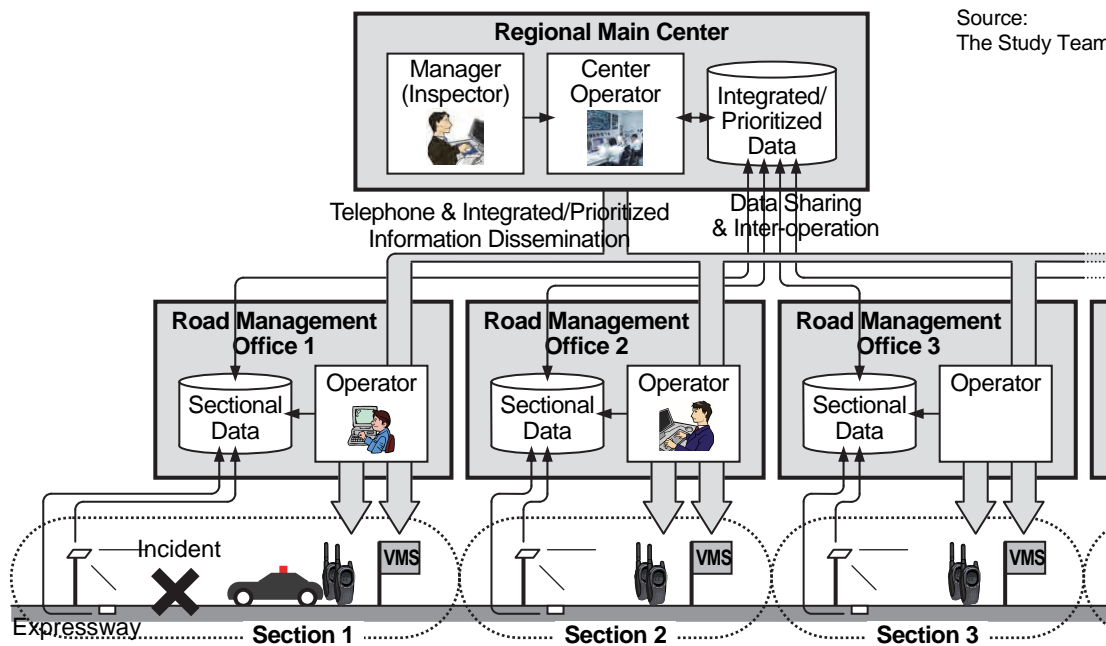 Source:
The Study Team
Regional Main Center
Manager
(Inspector)
Center
Operator
Integrated/
Prioritized
Data
Telephone & Integrated/Prioritized
Information Dissemination
Data Sharing
& Inter-operation
Road Management
Office 1
Operator
Sectional
Data
Road Management
Office 2
Operator
Sectional
Data
Road Management
Office 3
Operator
Sectional
Data
Incident
VMS
VMS
VMS
Expressway
Section 1
Section 2
Section 3